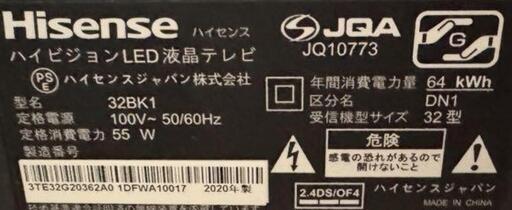 Hisense ハイセンス
ハイビジョンLED液晶テレビ
PSE ハイセンスジャパン株式会社
型名 32BK1
定格電源 100V~ 50/60Hz
定格消費電力 55 W
製造番号
3TE32G20362A0 1DFWA10017 2020年製
JQA
JQ10773
G
年間消費電力量 64 kWh
区分名 DN1
受信機型サイズ 32 型
危険
感電の恐れがあるので
開けないこと
2.4DS/OF4
ハイセンスジャパン
MADE IN CHINA